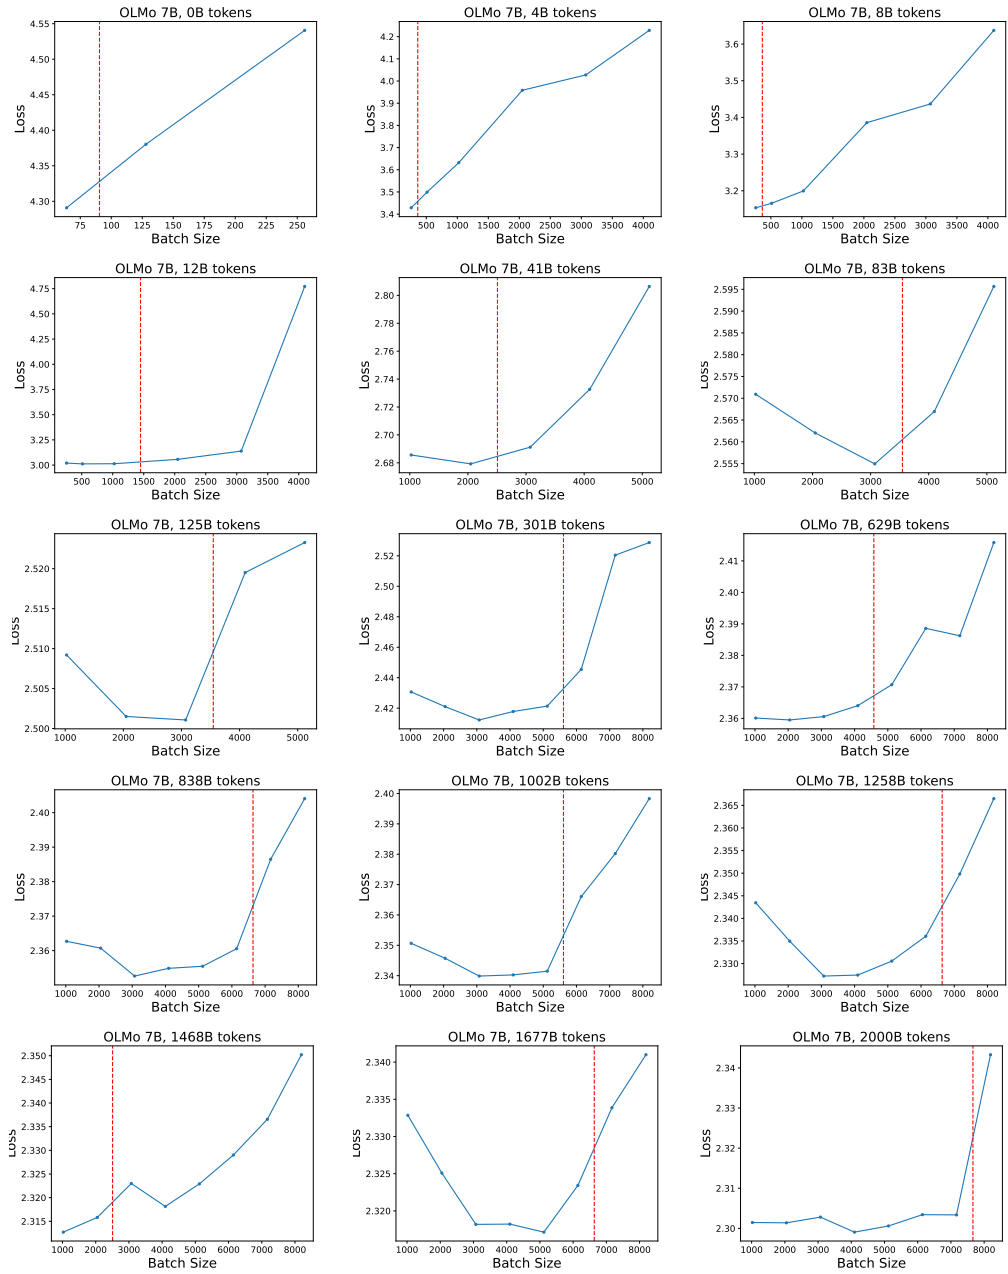 OLMo 7B, 0B tokens
4.55
4.50
4.45
4.40
4.35
4.30
Loss
75 100 125 150 175 200 225 250
Batch Size
OLMo 7B, 4B tokens
4.2
4.1
4.0
3.9
3.8
3.7
3.6
3.5
3.4
Loss
500 1000 1500 2000 2500 3000 3500 4000
Batch Size
OLMo 7B, 8B tokens
3.6
3.5
3.4
3.3
3.2
Loss
500 1000 1500 2000 2500 3000 3500 4000
Batch Size
OLMo 7B, 12B tokens
4.75
4.50
4.25
4.00
3.75
3.50
3.25
3.00
Loss
500 1000 1500 2000 2500 3000 3500 4000
Batch Size
OLMo 7B, 41B tokens
2.80
2.78
2.76
2.74
2.72
2.70
2.68
Loss
1000 2000 3000 4000 5000
Batch Size
OLMo 7B, 83B tokens
2.595
2.590
2.585
2.580
2.575
2.570
2.565
2.560
2.555
Loss
1000 2000 3000 4000 5000
Batch Size
OLMo 7B, 125B tokens
2.520
2.515
2.510
2.505
2.500
Loss
1000 2000 3000 4000 5000
Batch Size
OLMo 7B, 301B tokens
2.52
2.50
2.48
2.46
2.44
2.42
Loss
1000 2000 3000 4000 5000 6000 7000 8000
Batch Size
OLMo 7B, 629B tokens
2.41
2.40
2.39
2.38
2.37
2.36
Loss
1000 2000 3000 4000 5000 6000 7000 8000
Batch Size
OLMo 7B, 838B tokens
2.40
2.39
2.38
2.37
2.36
Loss
1000 2000 3000 4000 5000 6000 7000 8000
Batch Size
OLMo 7B, 1002B tokens
2.40
2.39
2.38
2.37
2.36
2.35
2.34
Loss
1000 2000 3000 4000 5000 6000 7000 8000
Batch Size
OLMo 7B, 1258B tokens
2.365
2.360
2.355
2.350
2.345
2.340
2.335
2.330
Loss
1000 2000 3000 4000 5000 6000 7000 8000
Batch Size
OLMo 7B, 1468B tokens
2.350
2.345
2.340
2.335
2.330
2.325
2.320
2.315
Loss
1000 2000 3000 4000 5000 6000 7000 8000
Batch Size
OLMo 7B, 1677B tokens
2.340
2.335
2.330
2.325
2.320
Loss
1000 2000 3000 4000 5000 6000 7000 8000
Batch Size
OLMo 7B, 2000B tokens
2.34
2.33
2.32
2.31
2.30
Loss
1000 2000 3000 4000 5000 6000 7000 8000
Batch Size